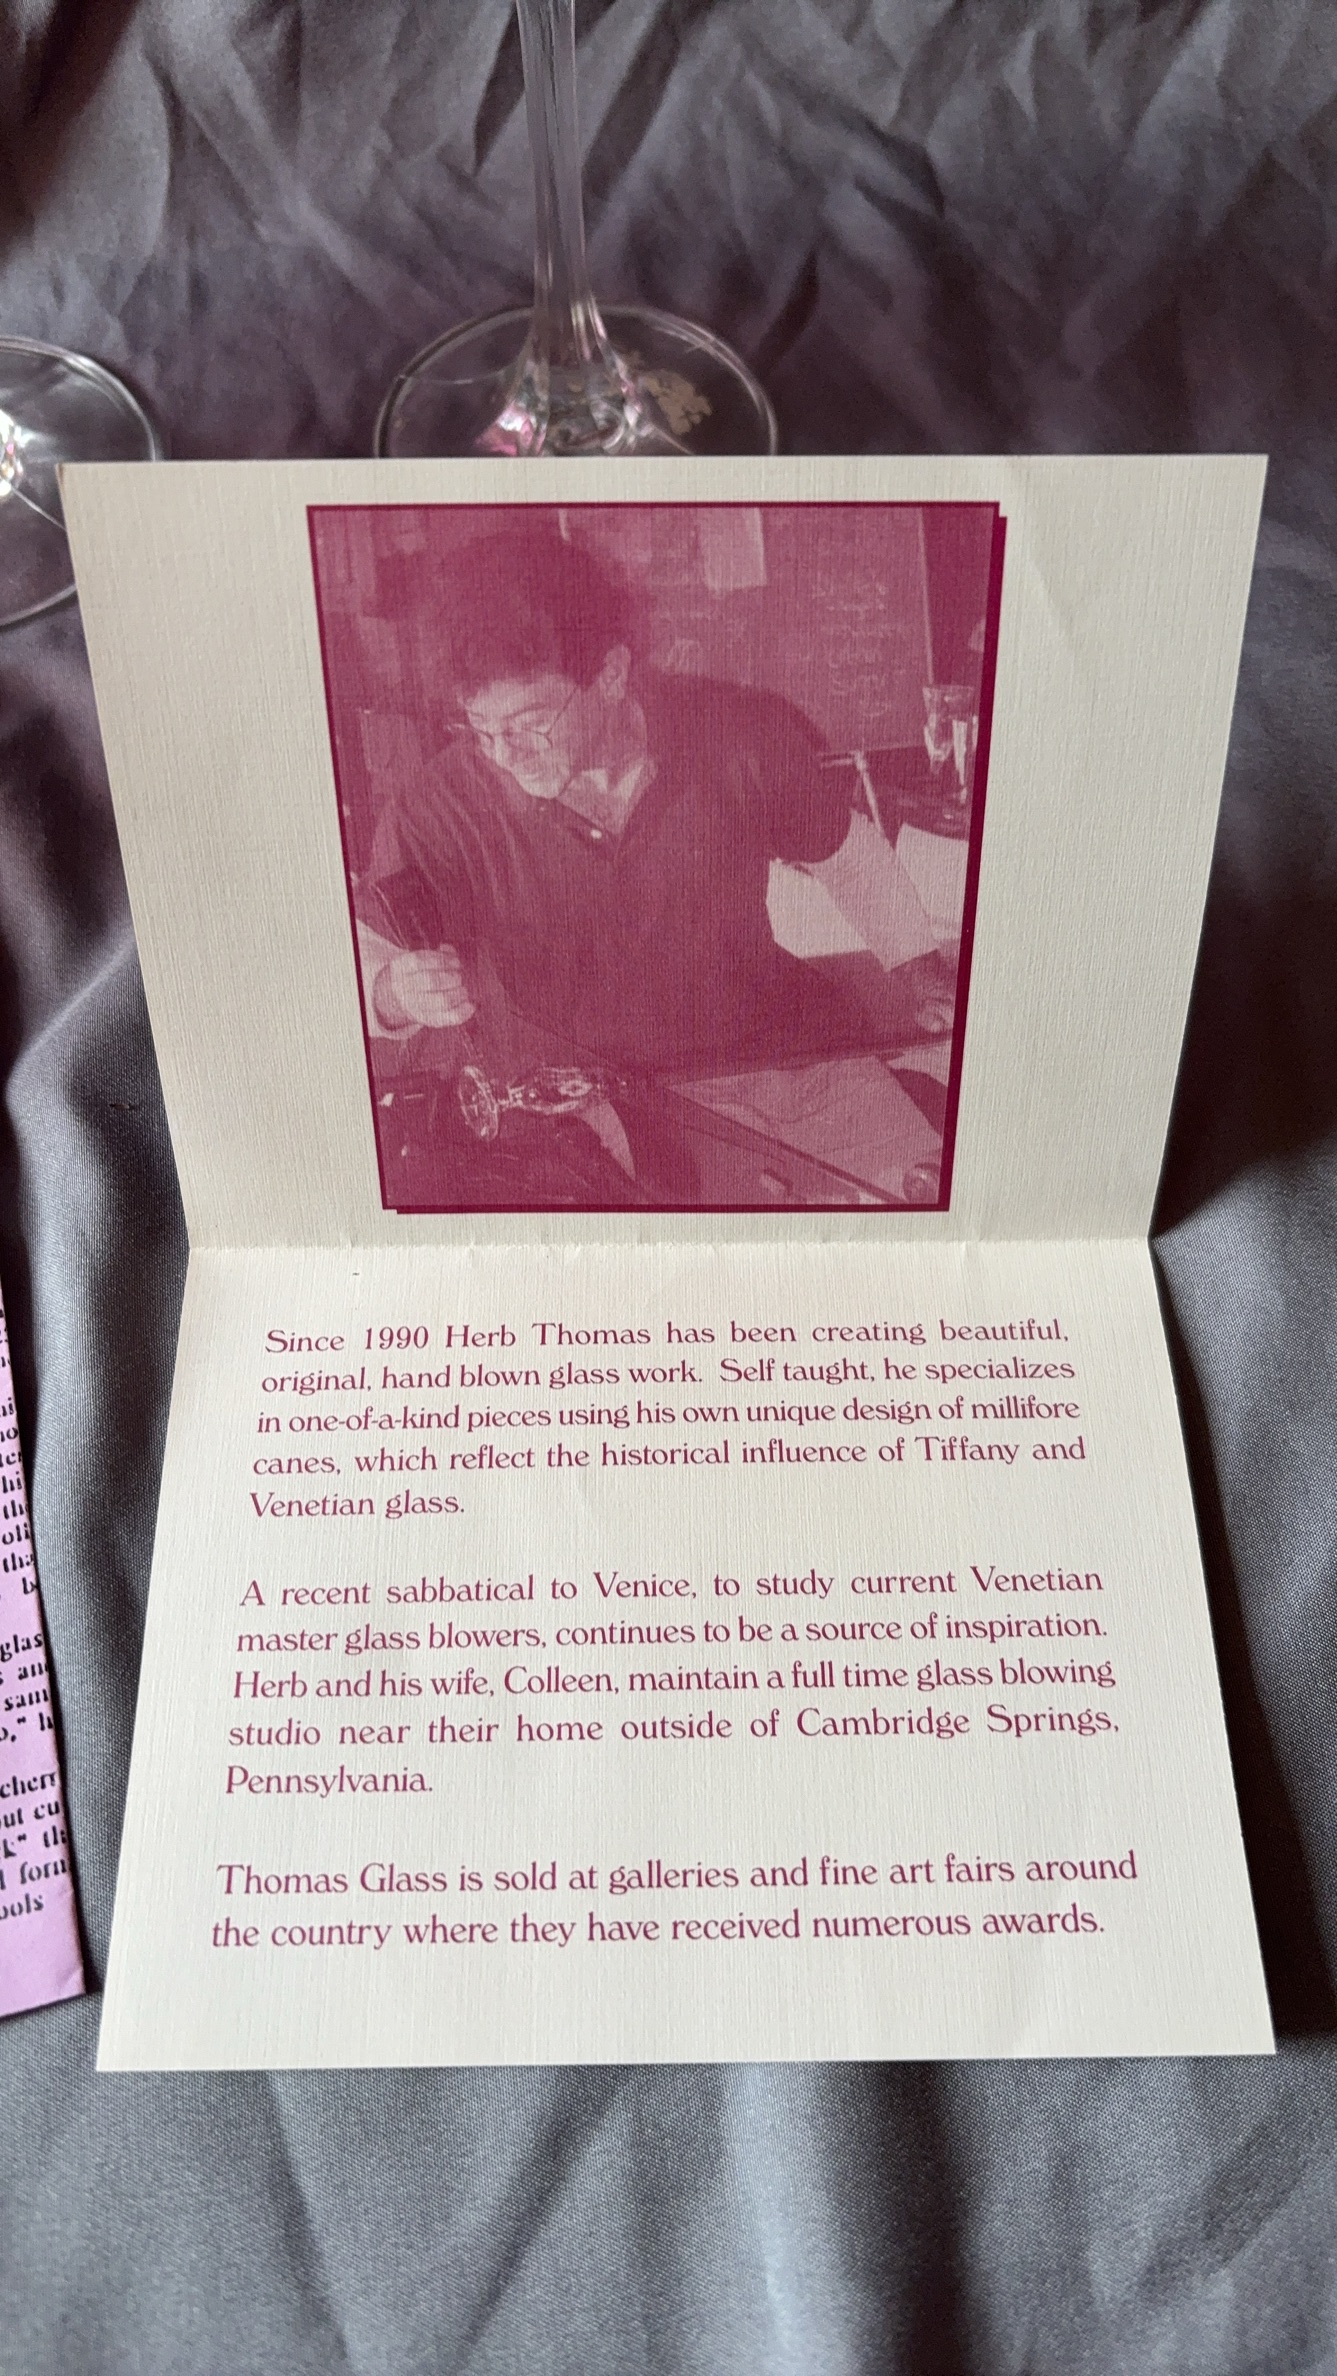 Since 1990 Herb Thomas has been creating beautiful,
original, hand blown glass work. Self taught, he specializes
in one-of-a-kind pieces using his own unique design of millifore
canes, which reflect the historical influence of Tiffany and
Venetian glass.
A recent sabbatical to Venice, to study current Venetian
master glass blowers, continues to be a source of inspiration.
Herb and his wife, Colleen, maintain a full time glass blowing
studio near their home outside of Cambridge Springs,
Pennsylvania.
Thomas Glass is sold at galleries and fine art fairs around
the country where they have received numerous awards.